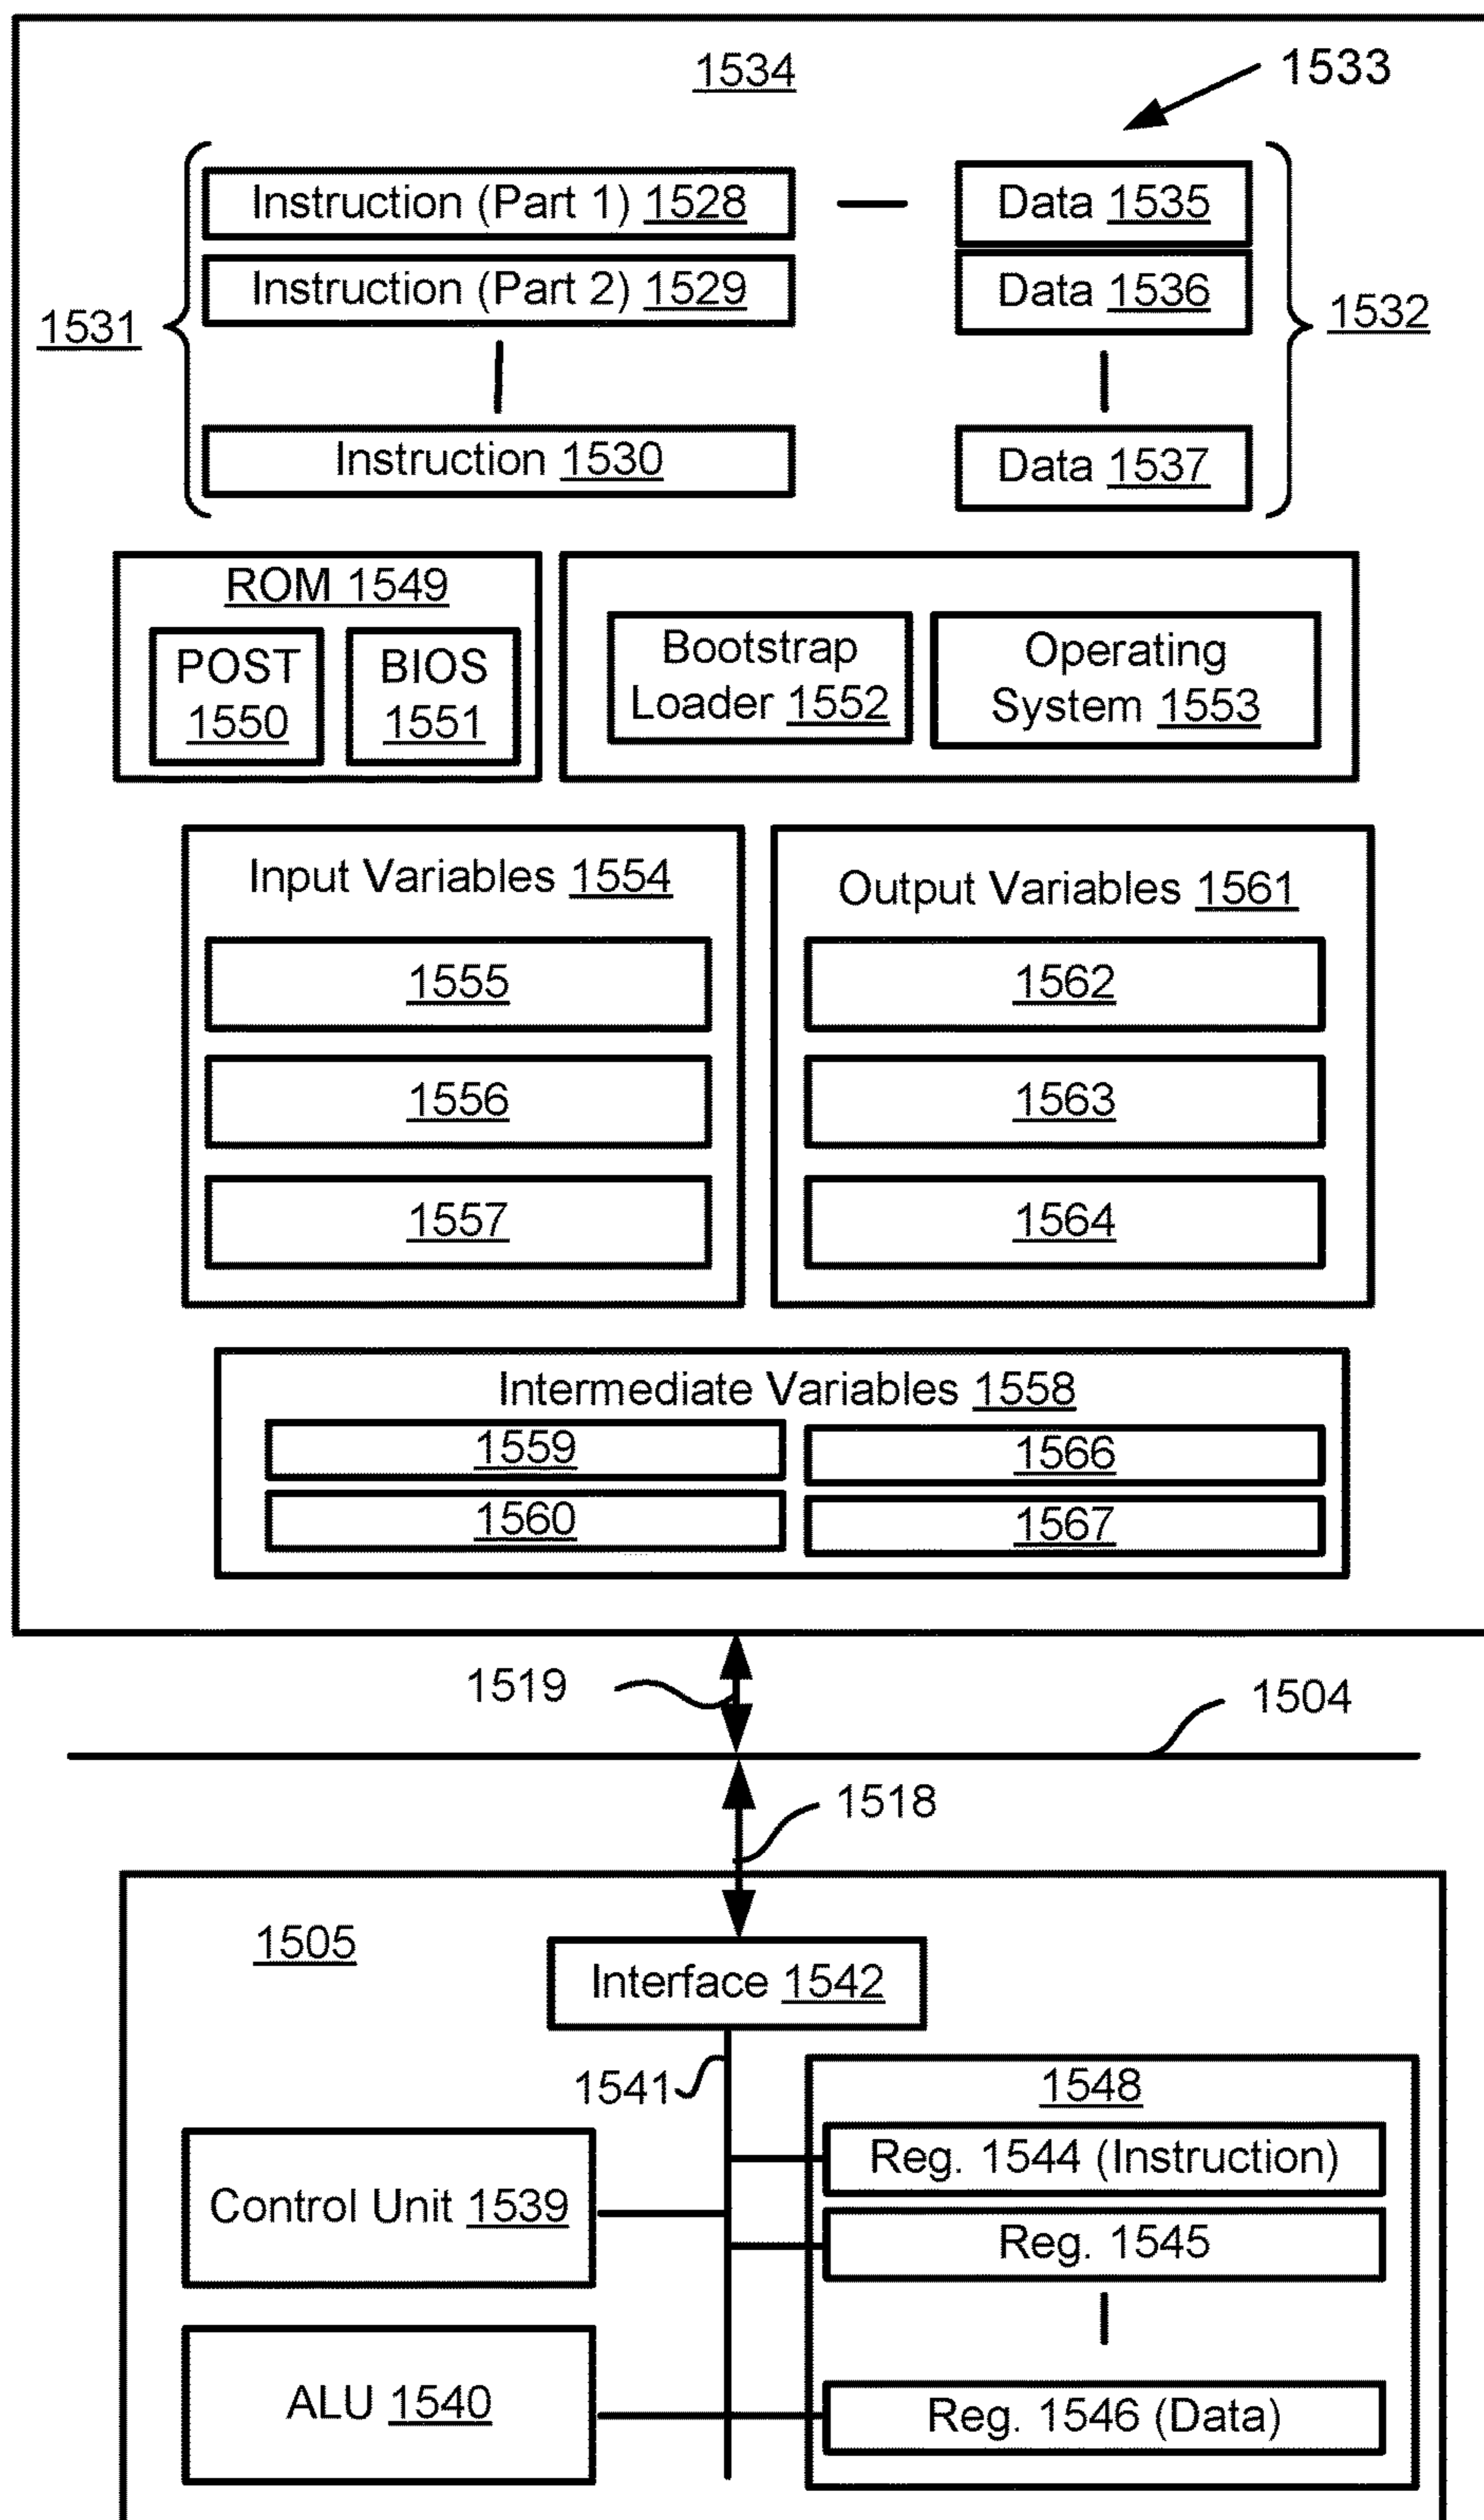 1534
1533
Instruction (Part 1) 1528
Data 1535
Instruction (Part 2) 1529
Data 1536
1531
1532
Instruction 1530
Data 1537
ROM 1549
POST
1550
BIOS
1551
Bootstrap
Loader 1552
Operating
System 1553
Input Variables 1554
1555
1556
1557
Output Variables 1561
1562
1563
1564
Intermediate Variables 1558
1559
1566
1560
1567
1519
1504
1518
1505
Interface 1542
1541
1548
Reg. 1544 (Instruction)
Control Unit 1539
Reg. 1545
ALU 1540
Reg. 1546 (Data)